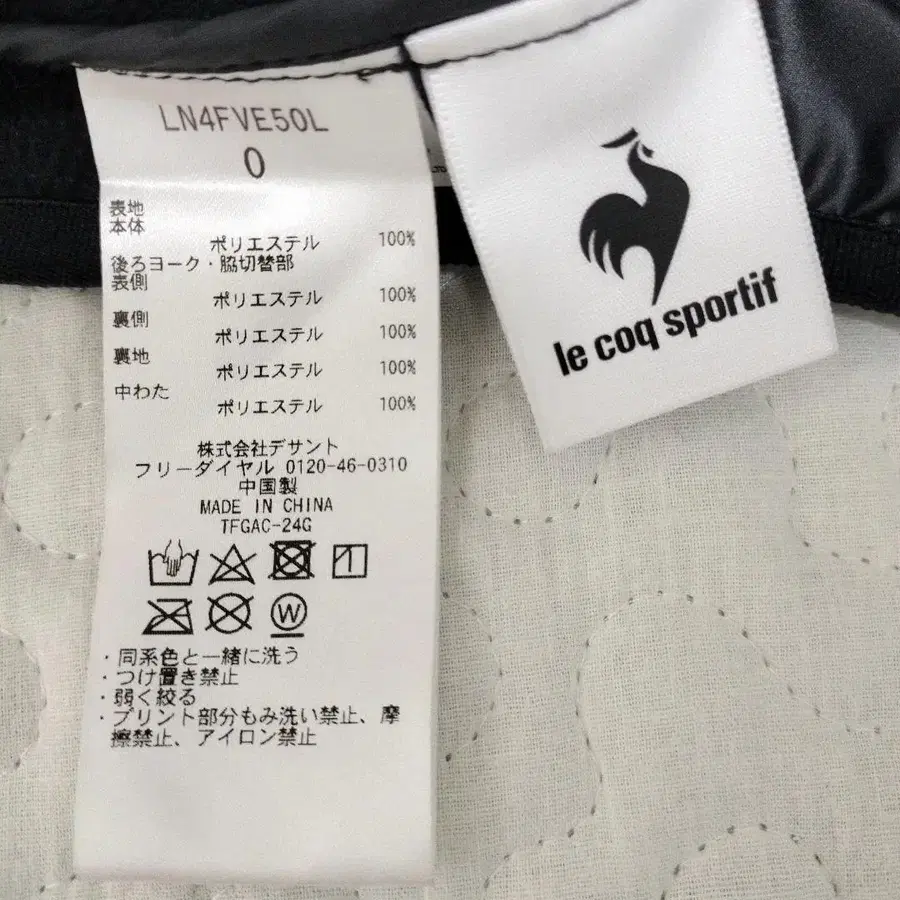 LN4FVE50L
0
表地
本体
ポリエステル 100%
後ろヨーク・脇切替部
表側
ポリエステル 100%
裏側
ポリエステル 100%
裏地
ポリエステル 100%
中わた
ポリエステル 100%
株式会社デサント
フリーダイヤル 0120-46-0310
中国製
MADE IN CHINA
TFGAC-24G
W
・同系色と一緒に洗う
・つけ置き禁止
・弱く絞る
・プリント部分もみ洗い禁止、摩
擦禁止、アイロン禁止
le coq sportif